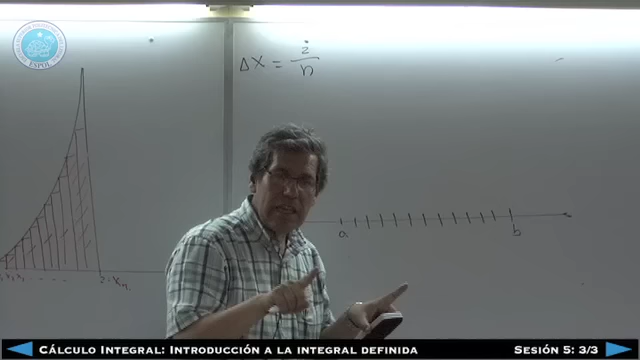 ESPOL
ΔX = 2/n
a
b
Cálculo Integral: Introducción a la integral definida
Sesión 5: 3/3